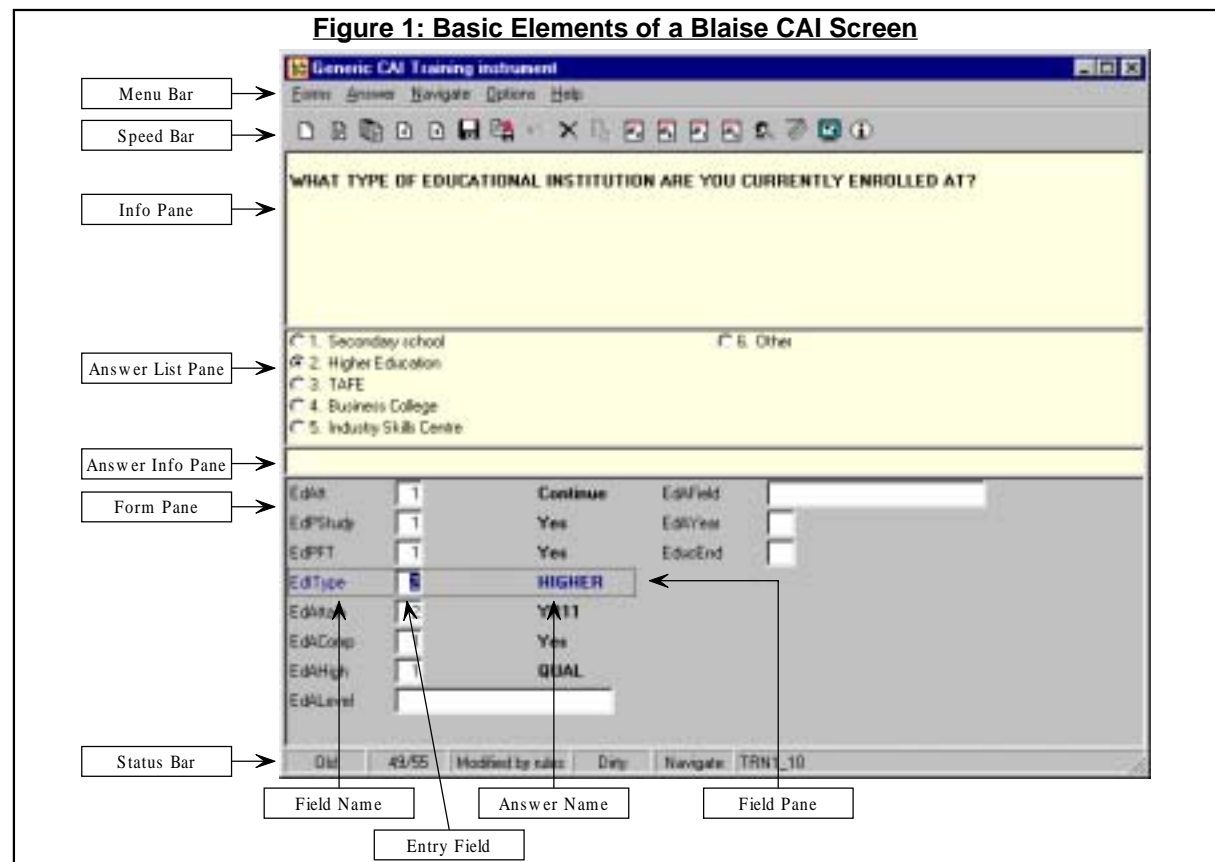 Figure 1: Basic Elements of a Blaise CAI Screen
Generic CAI Training instrument
Menu Bar
Forms Answer Navigate Options Help
Speed Bar
WHAT TYPE OF EDUCATIONAL INSTITUTION ARE YOU CURRENTLY ENROLLED AT?
Info Pane
1. Secondary school 6. Other
2. Higher Education
Answer List Pane
3. TAFE
4. Business College
5. Industry Skills Centre
Answer Info Pane
Form Pane
EdAtt 1 Continue EdAField
EdPStudy 1 Yes EdAYear
EdPFT 1 Yes EducEnd
EdIType 2 HIGHER
2
EdAComp 1 Yes
EdAHigh 1 QUAL
EdALevel
Status Bar
Old 49/55 Modified by rules Dirty Navigate TRN1_10
Field Name Answer Name Field Pane
Entry Field